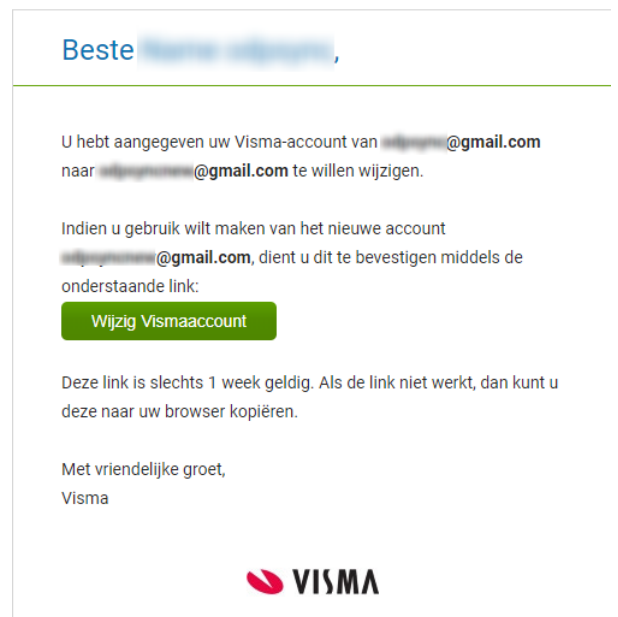 Beste ,
U hebt aangegeven uw Visma-account van @gmail.com
naar @gmail.com te willen wijzigen.
Indien u gebruik wilt maken van het nieuwe account
@gmail.com, dient u dit te bevestigen middels de
onderstaande link:
Wijzig Vismaaccount
Deze link is slechts 1 week geldig. Als de link niet werkt, dan kunt u
deze naar uw browser kopiëren.
Met vriendelijke groet,
Visma
VISMA